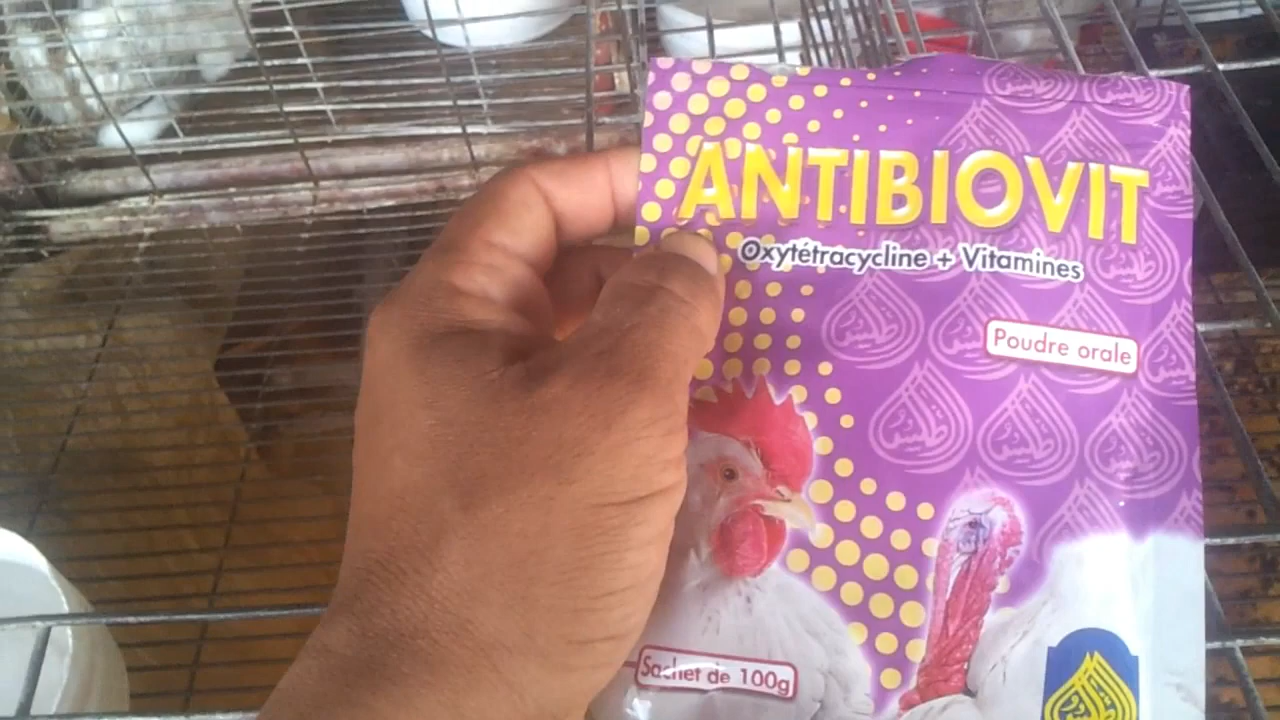 ANTIBIOVIT
Oxytétracycline + Vitamines
Poudre orale
Sachet de 100g